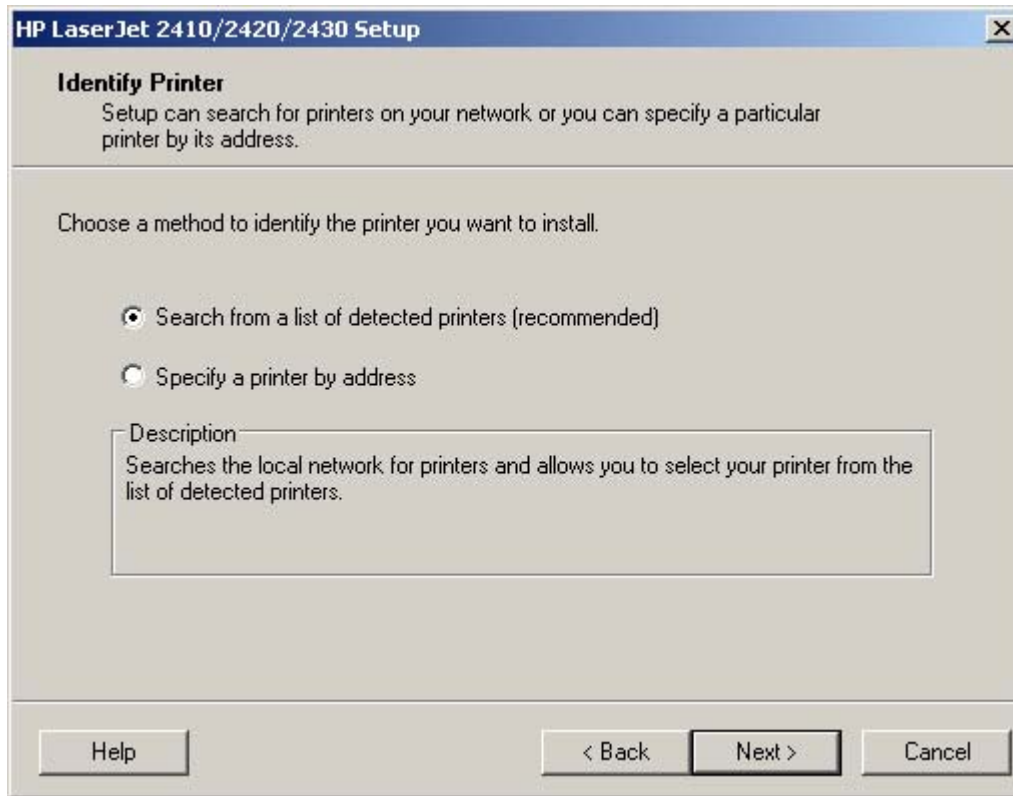 HP LaserJet 2410/2420/2430 Setup
Identify Printer
Setup can search for printers on your network or you can specify a particular
printer by its address.
Choose a method to identify the printer you want to install.
Search from a list of detected printers (recommended)
Specify a printer by address
Description
Searches the local network for printers and allows you to select your printer from the
list of detected printers.
Help
< Back
Next >
Cancel